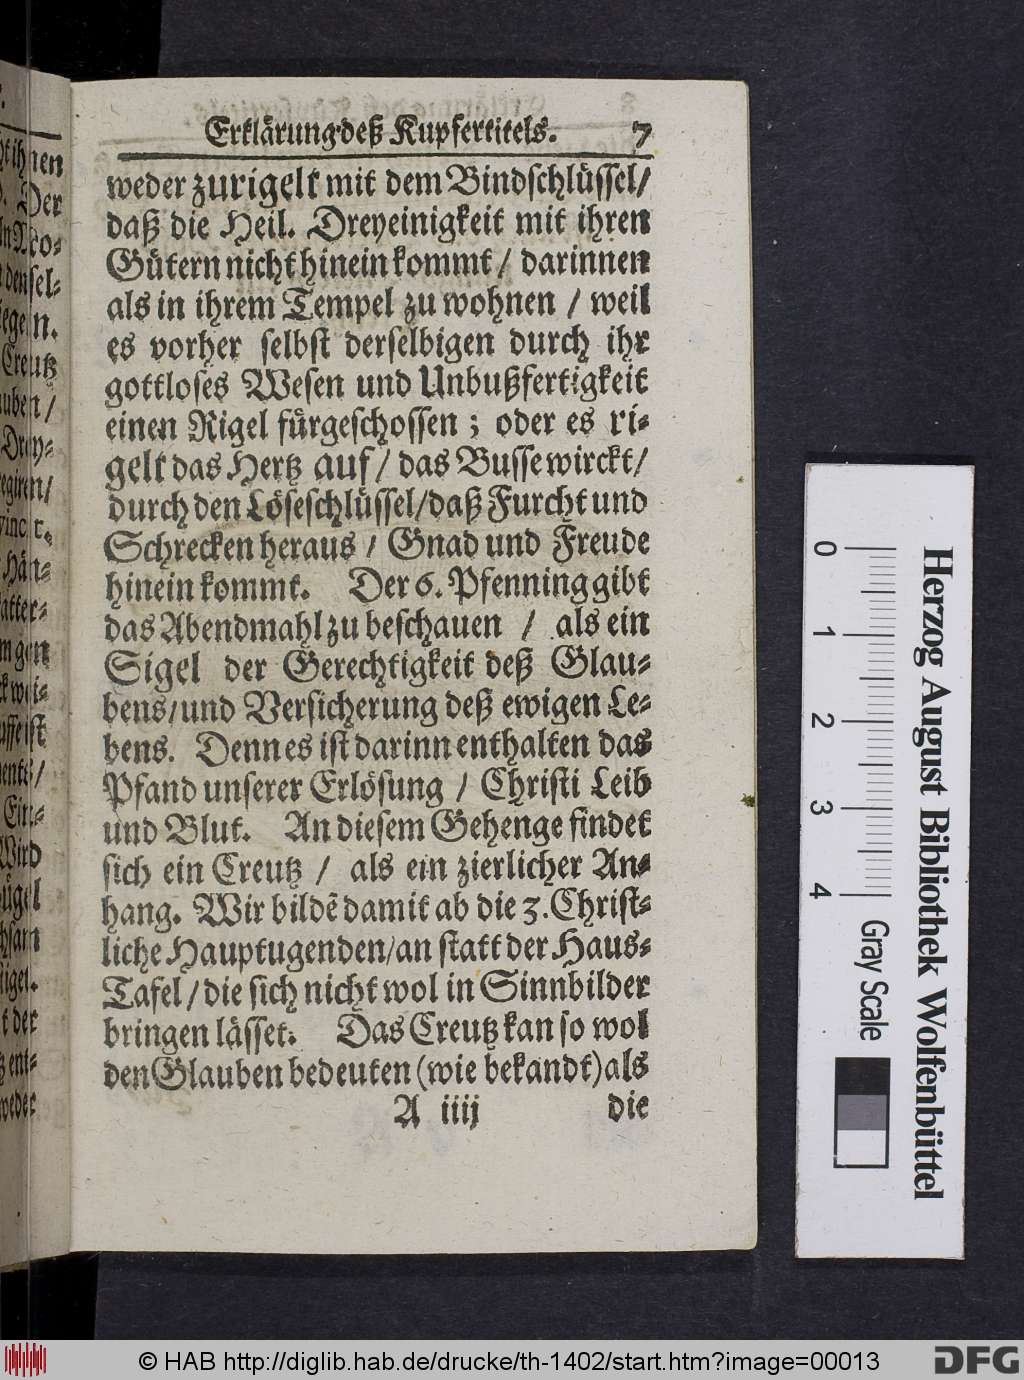 Erklärung deß Kupfertitels. 7
weder zurigelt mit dem Bindschlüssel/
daß die Heil. Dreyeinigkeit mit ihren
Gütern nicht hinein kommt / darinnen
als in ihrem Tempel zu wohnen / weil
es vorher selbst derselbigen durch ihr
gottloses Wesen und Unbußfertigkeit
einen Rigel fürgeschossen ; oder es ri-
gelt das Hertz auf / das Busse wirckt/
durch den Löseschlüssel/daß Furcht und
Schrecken heraus / Gnad und Freude
hinein kommt. Der 6. Pfenning gibt
das Abendmahl zu beschauen / als ein
Sigel der Gerechtigkeit deß Glau-
bens/und Versicherung deß ewigen Le-
bens. Denn es ist darinn enthalten das
Pfand unserer Erlösung / Christi Leib
und Blut. An diesem Gehenge findet
sich ein Creutz / als ein zierlicher An-
hang. Wir bildẽ damit ab die 3. Christ-
liche Hauptugenden/an statt der Haus-
Tafel/die sich nicht wol in Sinnbilder
bringen lässet. Das Creutz kan so wol
den Glauben bedeuten (wie bekandt) als
A iiij die
0 1 2 3 4
Gray Scale
Herzog August Bibliothek Wolfenbüttel
© HAB http://diglib.hab.de/drucke/th-1402/start.htm?image=00013
DFG